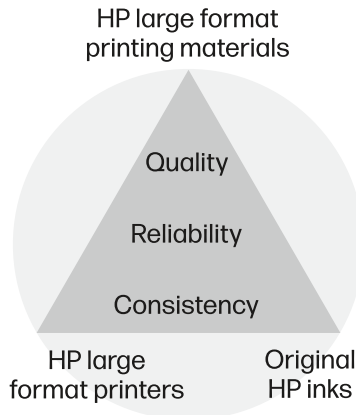 HP large format
printing materials
Quality
Reliability
Consistency
HP large
format printers
Original
HP inks